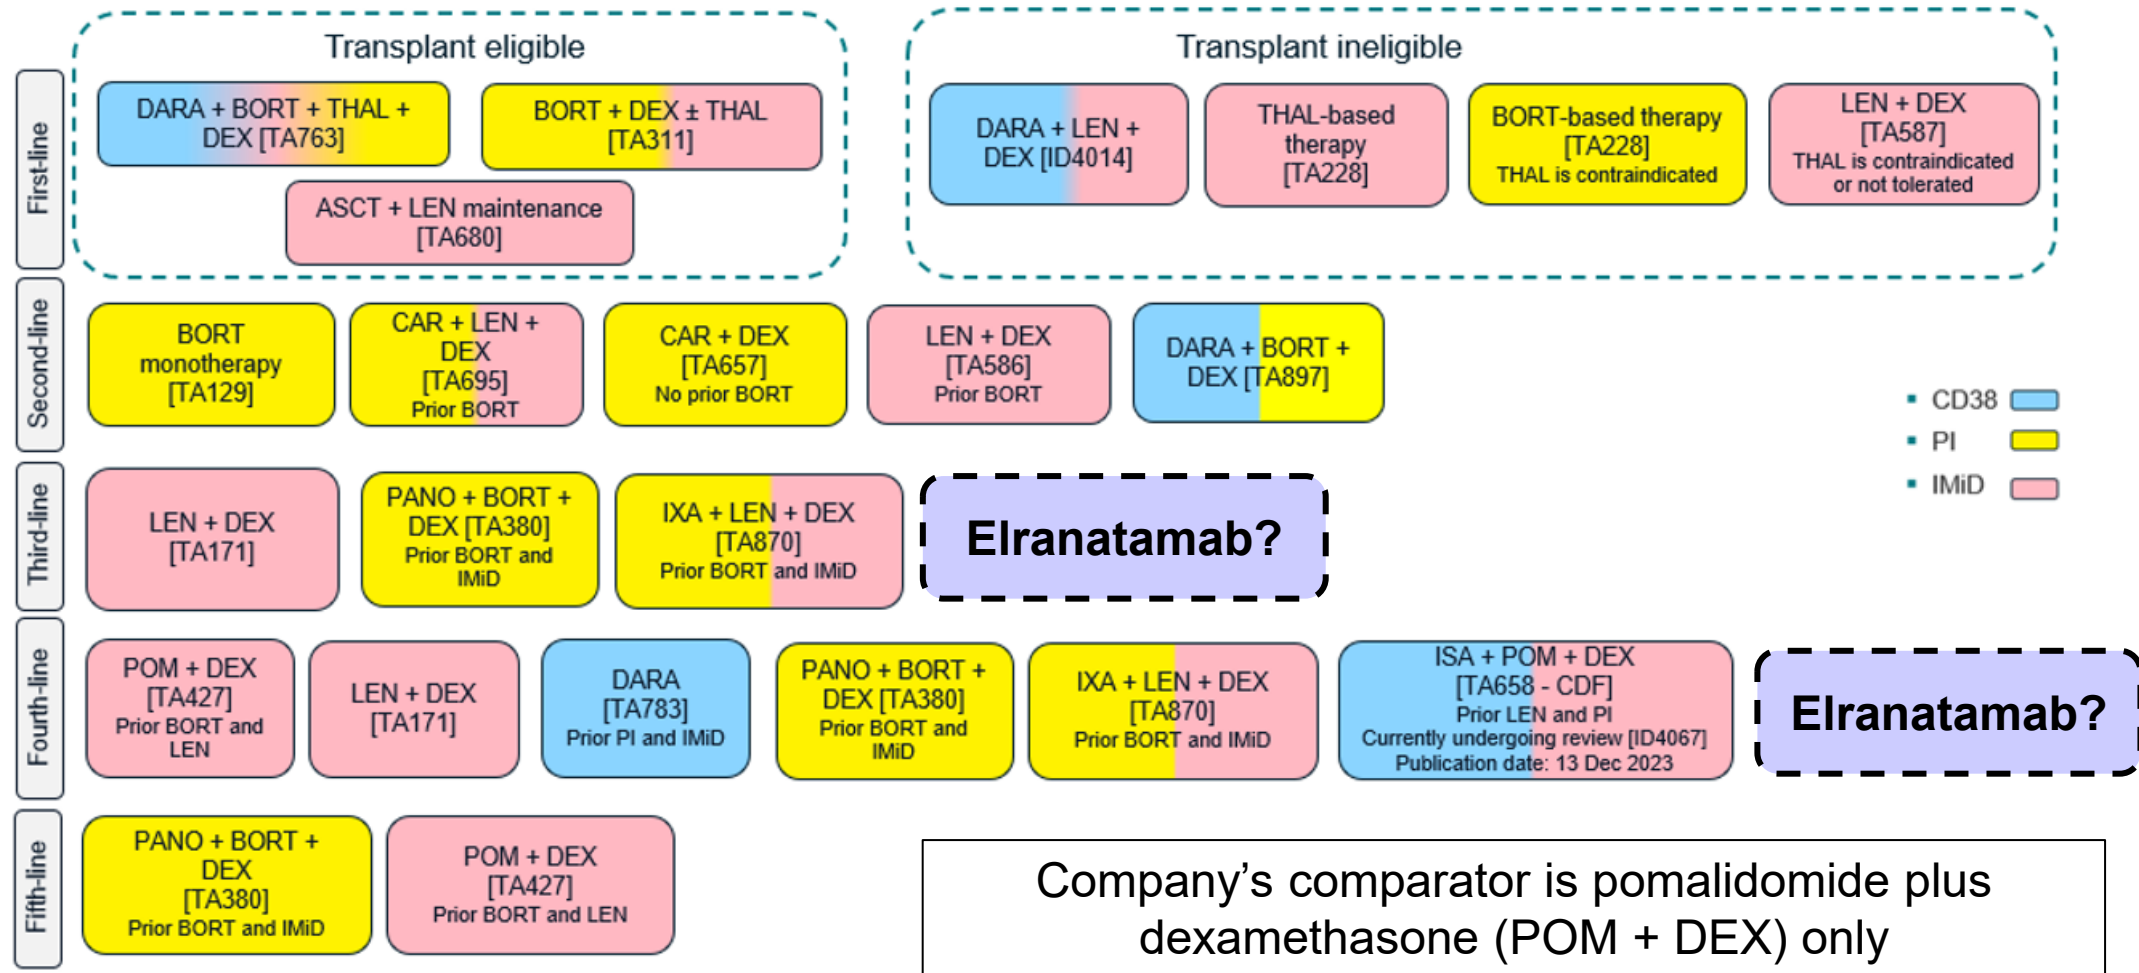 Transplant eligible
Transplant ineligible
First-line
DARA + BORT + THAL +
DEX [TA763]
BORT + DEX ± THAL
[TA311]
ASCT + LEN maintenance
[TA680]
DARA + LEN +
DEX [ID4014]
THAL-based
therapy
[TA228]
BORT-based therapy
[TA228]
THAL is contraindicated
LEN + DEX
[TA587]
THAL is contraindicated
or not tolerated
Second-line
BORT
monotherapy
[TA129]
CAR + LEN +
DEX
[TA695]
Prior BORT
CAR + DEX
[TA657]
No prior BORT
LEN + DEX
[TA586]
Prior BORT
DARA + BORT +
DEX [TA897]
▪ CD38
▪ PI
▪ IMiD
Third-line
LEN + DEX
[TA171]
PANO + BORT +
DEX [TA380]
Prior BORT and
IMiD
IXA + LEN + DEX
[TA870]
Prior BORT and IMiD
Elranatamab?
Fourth-line
POM + DEX
[TA427]
Prior BORT and
LEN
LEN + DEX
[TA171]
DARA
[TA783]
Prior PI and IMiD
PANO + BORT +
DEX [TA380]
Prior BORT and
IMiD
IXA + LEN + DEX
[TA870]
Prior BORT and IMiD
ISA + POM + DEX
[TA658 - CDF]
Prior LEN and PI
Currently undergoing review [ID4067]
Publication date: 13 Dec 2023
Elranatamab?
Fifth-line
PANO + BORT +
DEX
[TA380]
Prior BORT and IMiD
POM + DEX
[TA427]
Prior BORT and LEN
Company's comparator is pomalidomide plus
dexamethasone (POM + DEX) only